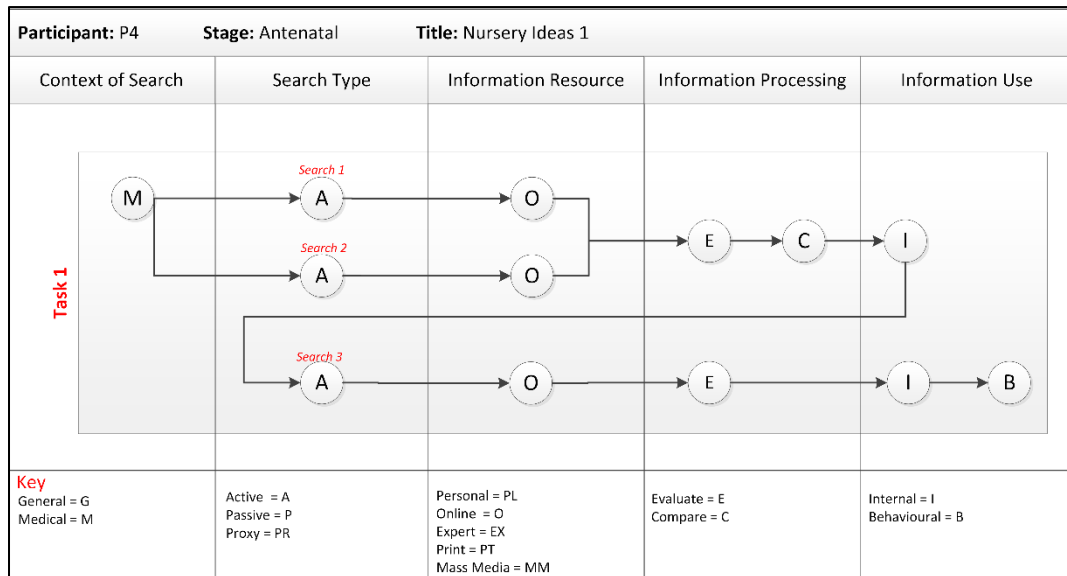 Participant: P4 Stage: Antenatal Title: Nursery Ideas 1
Context of Search Search Type Information Resource Information Processing Information Use
Task 1
Search 1
M A O
E C I
Search 2
A O
Search 3
A O E I B
Key
General = G
Medical = M
Active = A
Passive = P
Proxy = PR
Personal = PL
Online = O
Expert = EX
Print = PT
Mass Media = MM
Evaluate = E
Compare = C
Internal = I
Behavioural = B